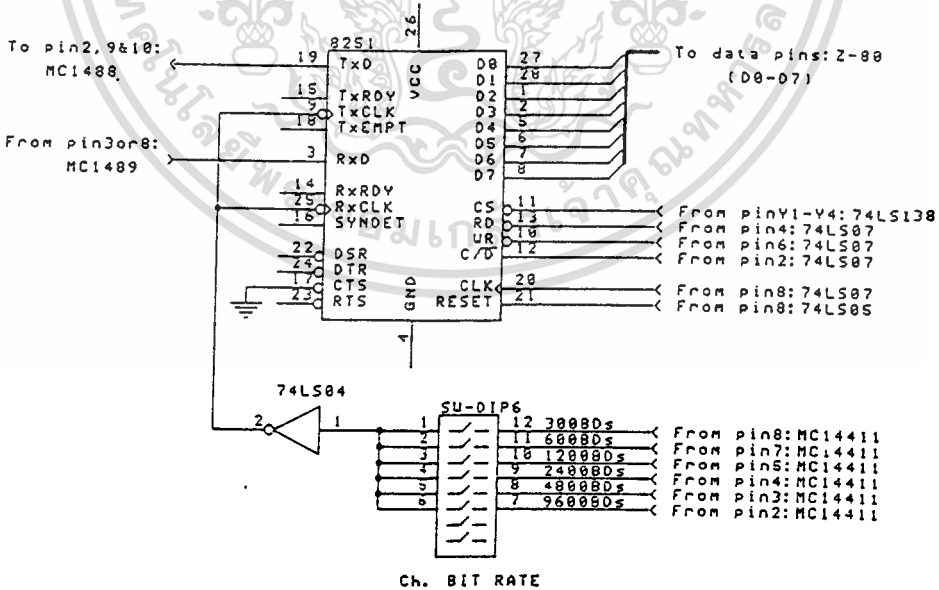 To pin2,9&10:
MC1488
From pin3or8:
MC1489
8251
26
VCC
19 TxD
15 TxRDY
9 TxCLK
18 TxEMPT
3 RxD
14 RxRDY
25 RxCLK
16 SYNDET
22 DSR
24 DTR
17 CTS
23 RTS
GND
4
D0 27
D1 28
D2 1
D3 2
D4 5
D5 6
D6 7
D7 8
CS 11
RD 13
WR 10
C/D 12
CLK 20
RESET 21
To data pins:Z-80
(D0-D7)
From pinY1-Y4:74LS138
From pin4:74LS07
From pin6:74LS07
From pin2:74LS07
From pin8:74LS07
From pin8:74LS05
74LS04
2 1
SW-DIP6
1 12 300BDs From pin8:MC14411
2 11 600BDs From pin7:MC14411
3 10 1200BDs From pin5:MC14411
4 9 2400BDs From pin4:MC14411
5 8 4800BDs From pin3:MC14411
6 7 9600BDs From pin2:MC14411
Ch. BIT RATE